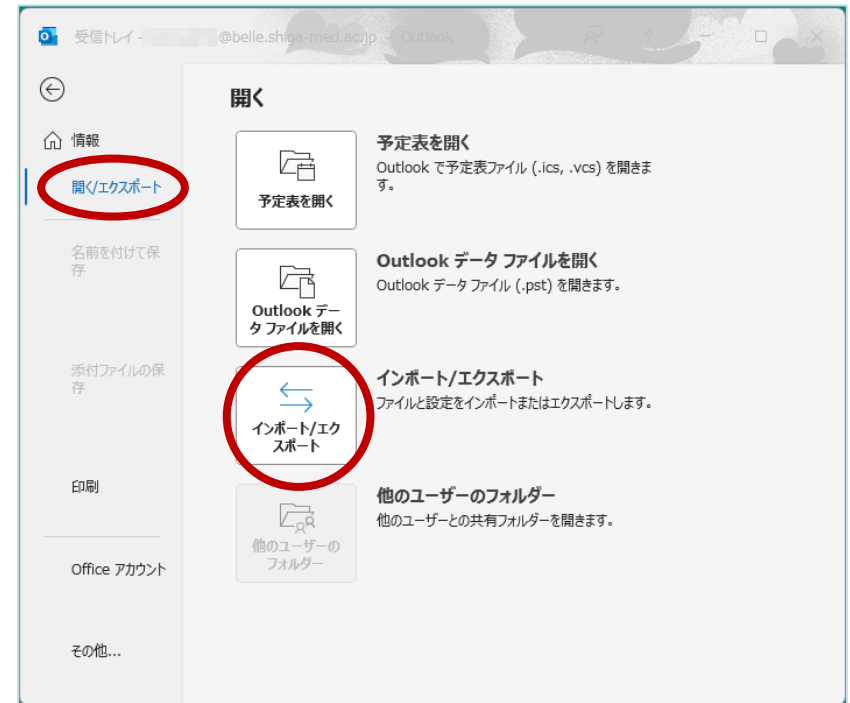 受信トレイ - @belle.shiga-med.ac.jp - Outlook
開く
情報
開く/エクスポート
名前を付けて保
存
添付ファイルの保
存
印刷
Office アカウント
その他...
予定表を開く
予定表を開く
Outlook で予定表ファイル (.ics, .vcs) を開きま
す。
Outlook デー
タ ファイルを開く
Outlook データ ファイルを開く
Outlook データ ファイル (.pst) を開きます。
インポート/エク
スポート
インポート/エクスポート
ファイルと設定をインポートまたはエクスポートします。
他のユーザーの
フォルダー
他のユーザーのフォルダー
他のユーザーとの共有フォルダーを開きます。